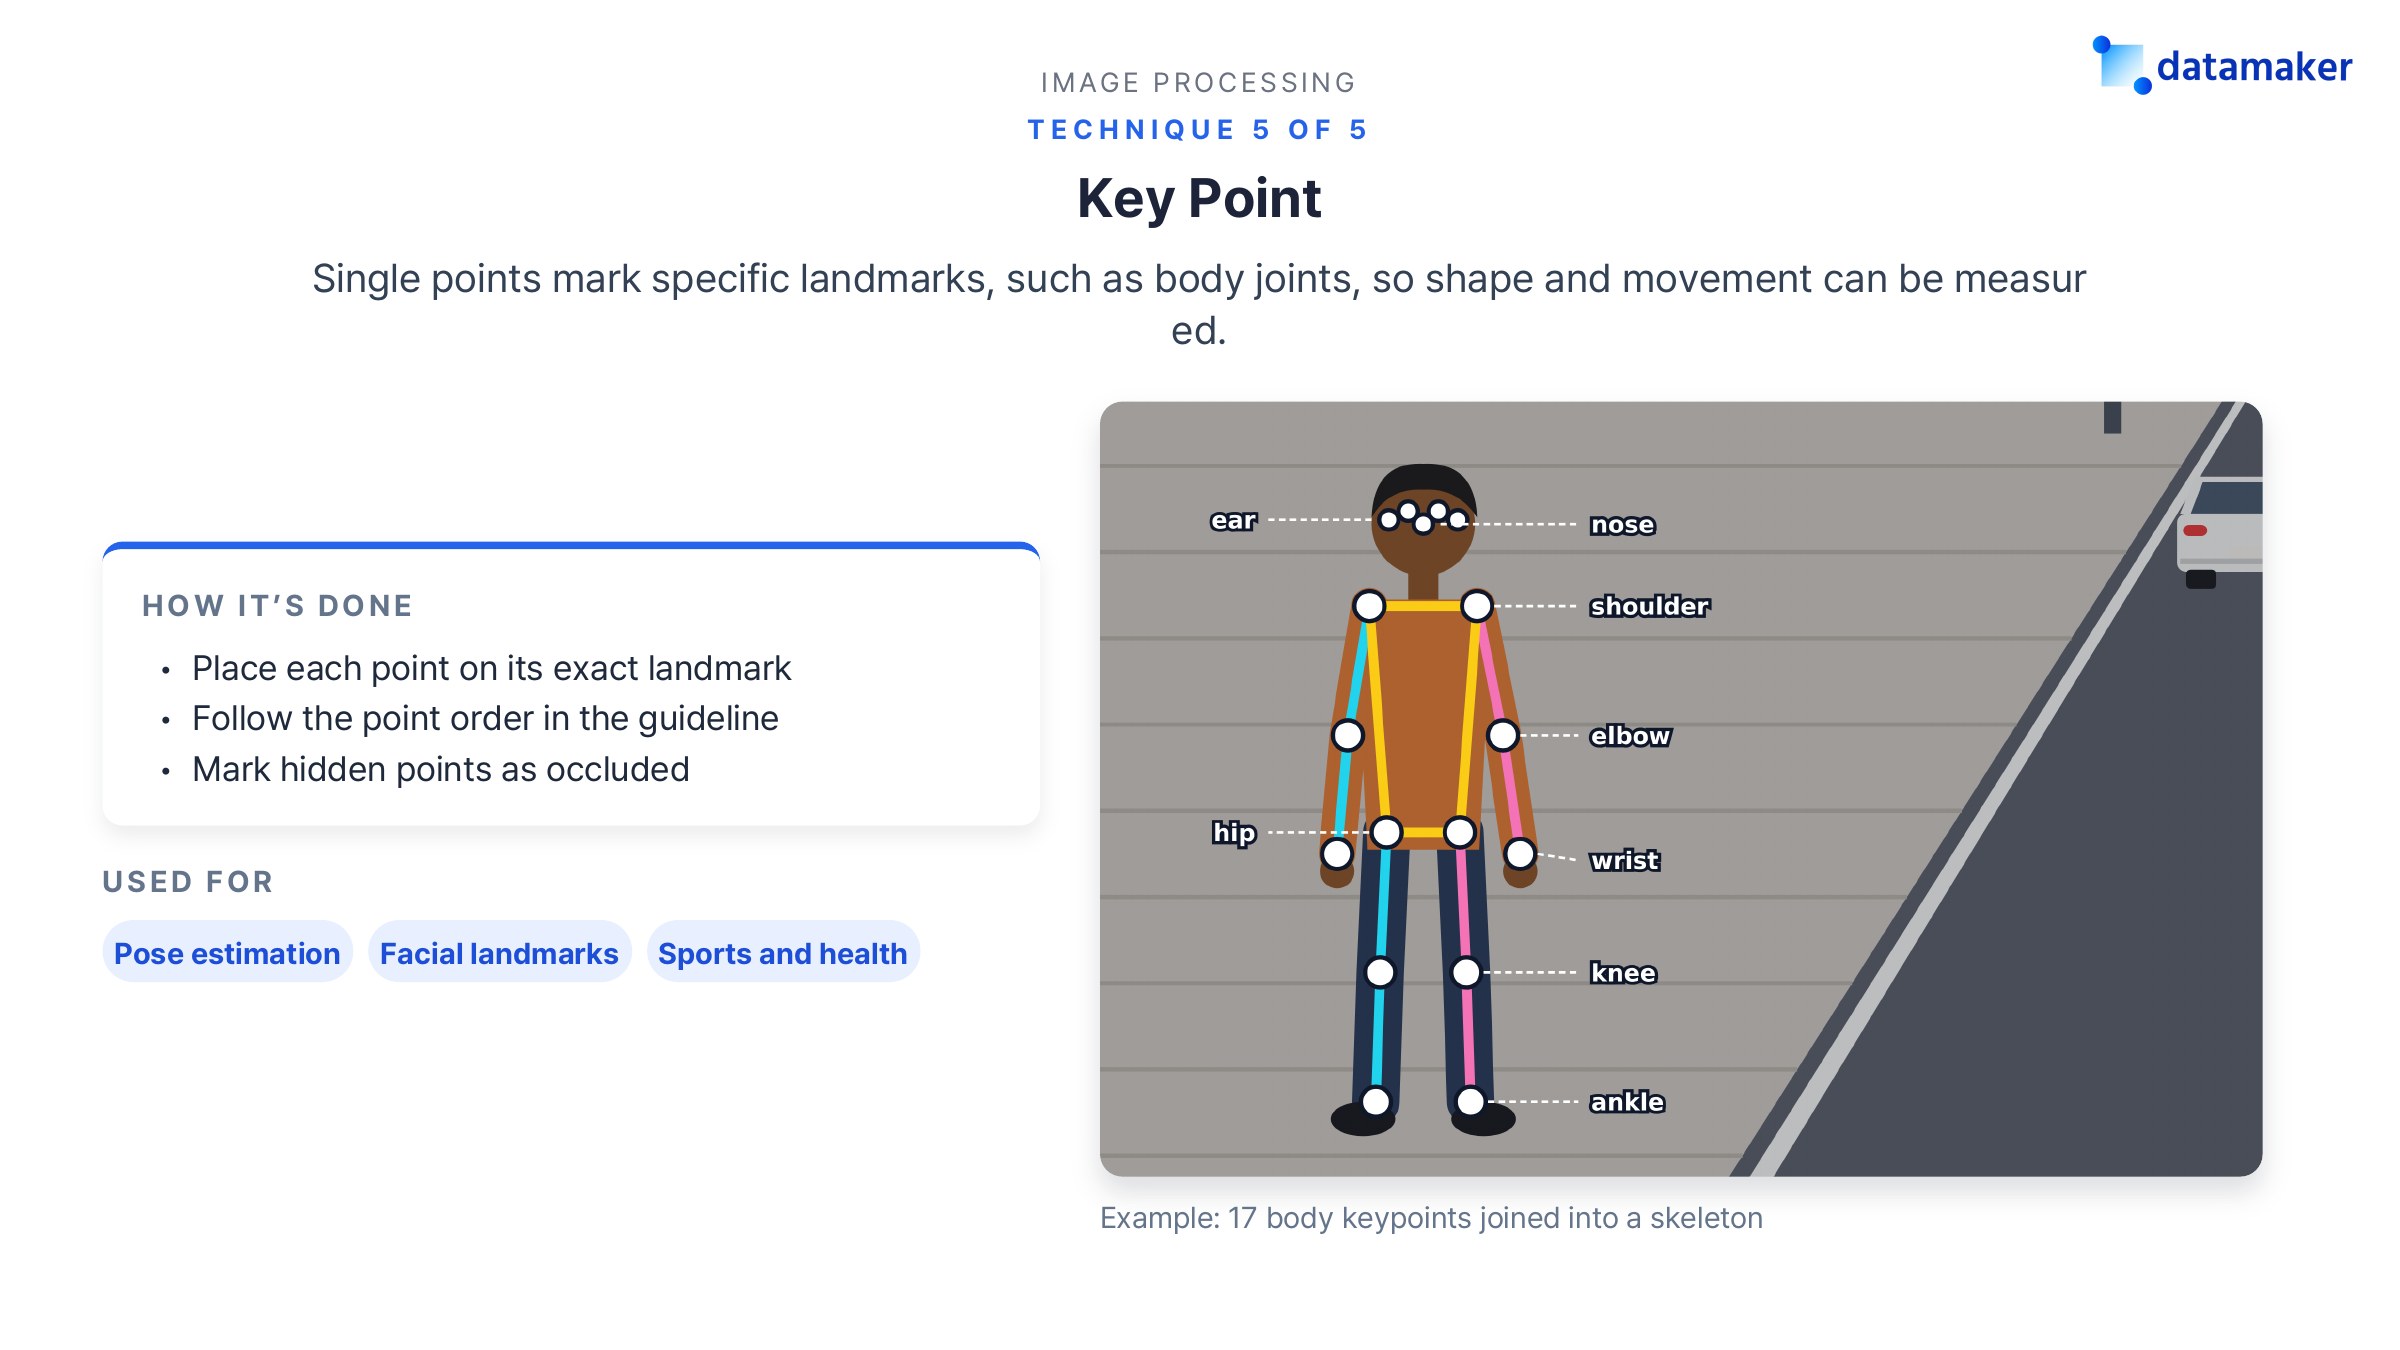 datamaker
IMAGE PROCESSING
TECHNIQUE 5 OF 5
Key Point
Single points mark specific landmarks, such as body joints, so shape and movement can be measur
ed.
HOW IT’S DONE
• Place each point on its exact landmark
• Follow the point order in the guideline
• Mark hidden points as occluded
USED FOR
Pose estimation
Facial landmarks
Sports and health
ear
nose
shoulder
elbow
hip
wrist
knee
ankle
Example: 17 body keypoints joined into a skeleton